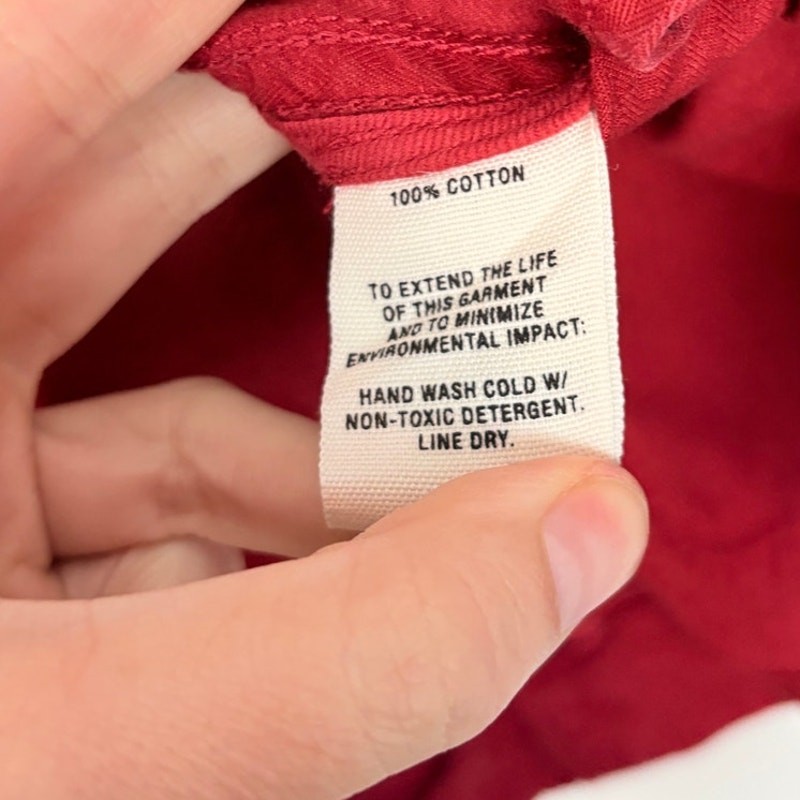 100% COTTON
TO EXTEND THE LIFE
OF THIS GARMENT
AND TO MINIMIZE
ENVIRONMENTAL IMPACT:
HAND WASH COLD W/
NON-TOXIC DETERGENT.
LINE DRY.